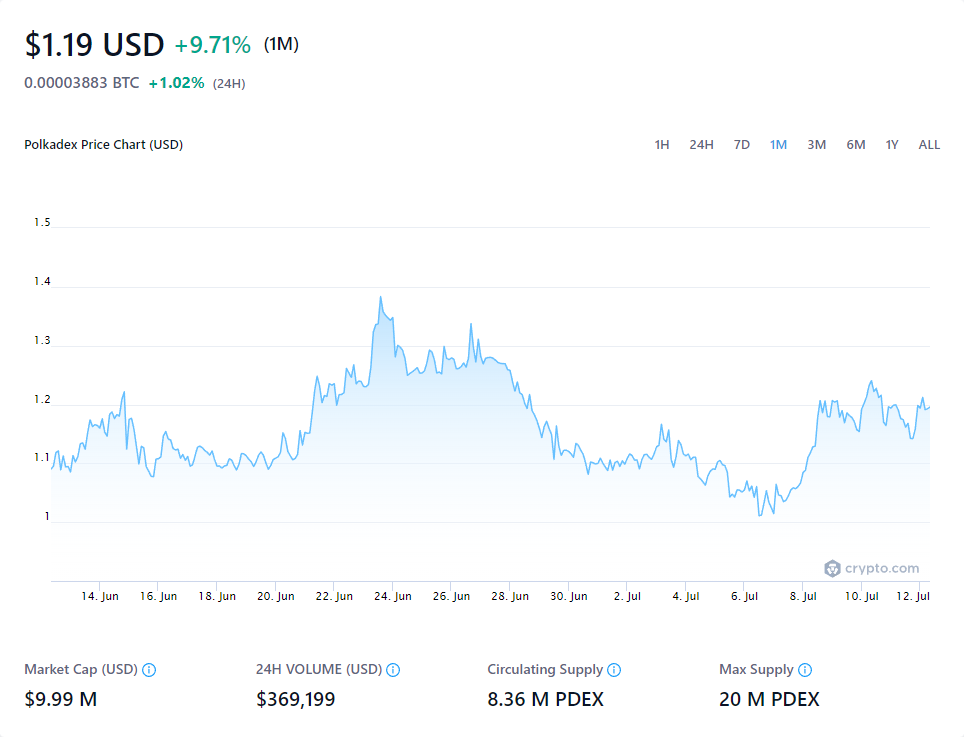 $1.19 USD +9.71% (1M)
0.00003883 BTC +1.02% (24H)
Polkadex Price Chart (USD) 1H 24H 7D 1M 3M 6M 1Y ALL
1.5
1.4
1.3
1.2
1.1
1
crypto.com
14. Jun 16. Jun 18. Jun 20. Jun 22. Jun 24. Jun 26. Jun 28. Jun 30. Jun 2. Jul 4. Jul 6. Jul 8. Jul 10. Jul 12. Jul
Market Cap (USD) 24H VOLUME (USD) Circulating Supply Max Supply
$9.99 M $369,199 8.36 M PDEX 20 M PDEX